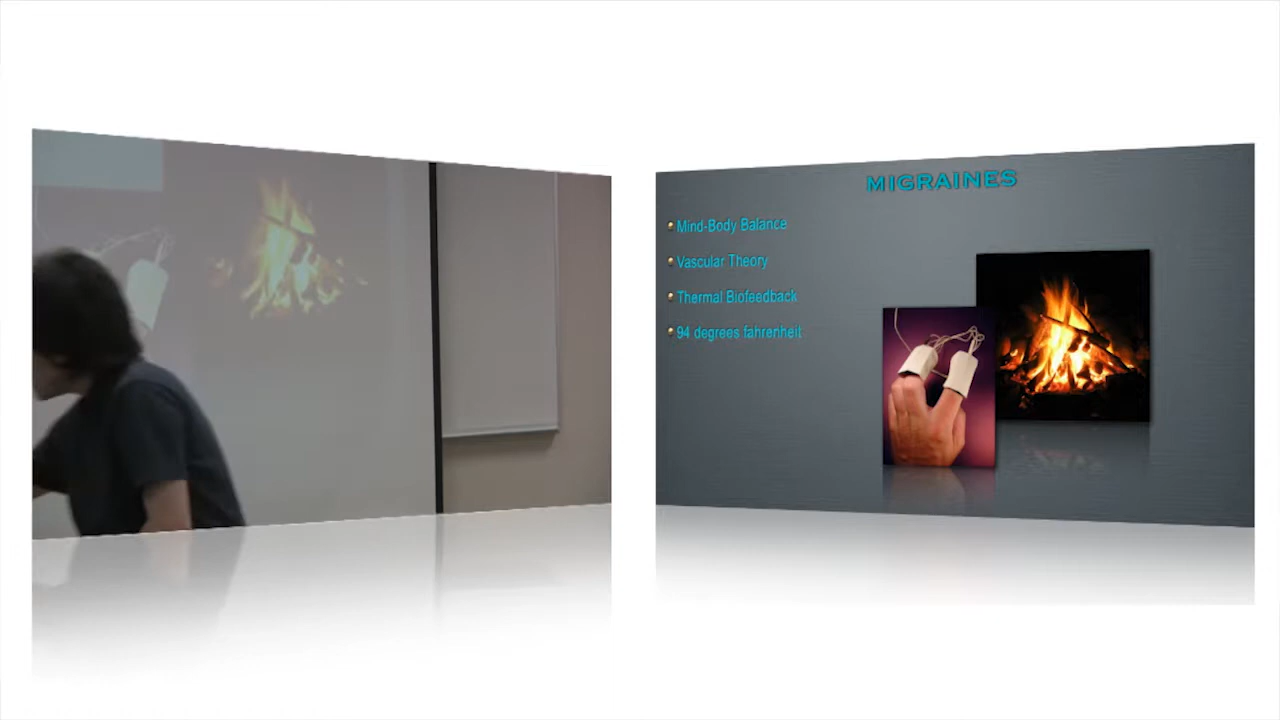 MIGRAINES
Mind-Body Balance
Vascular Theory
Thermal Biofeedback
94 degrees fahrenheit